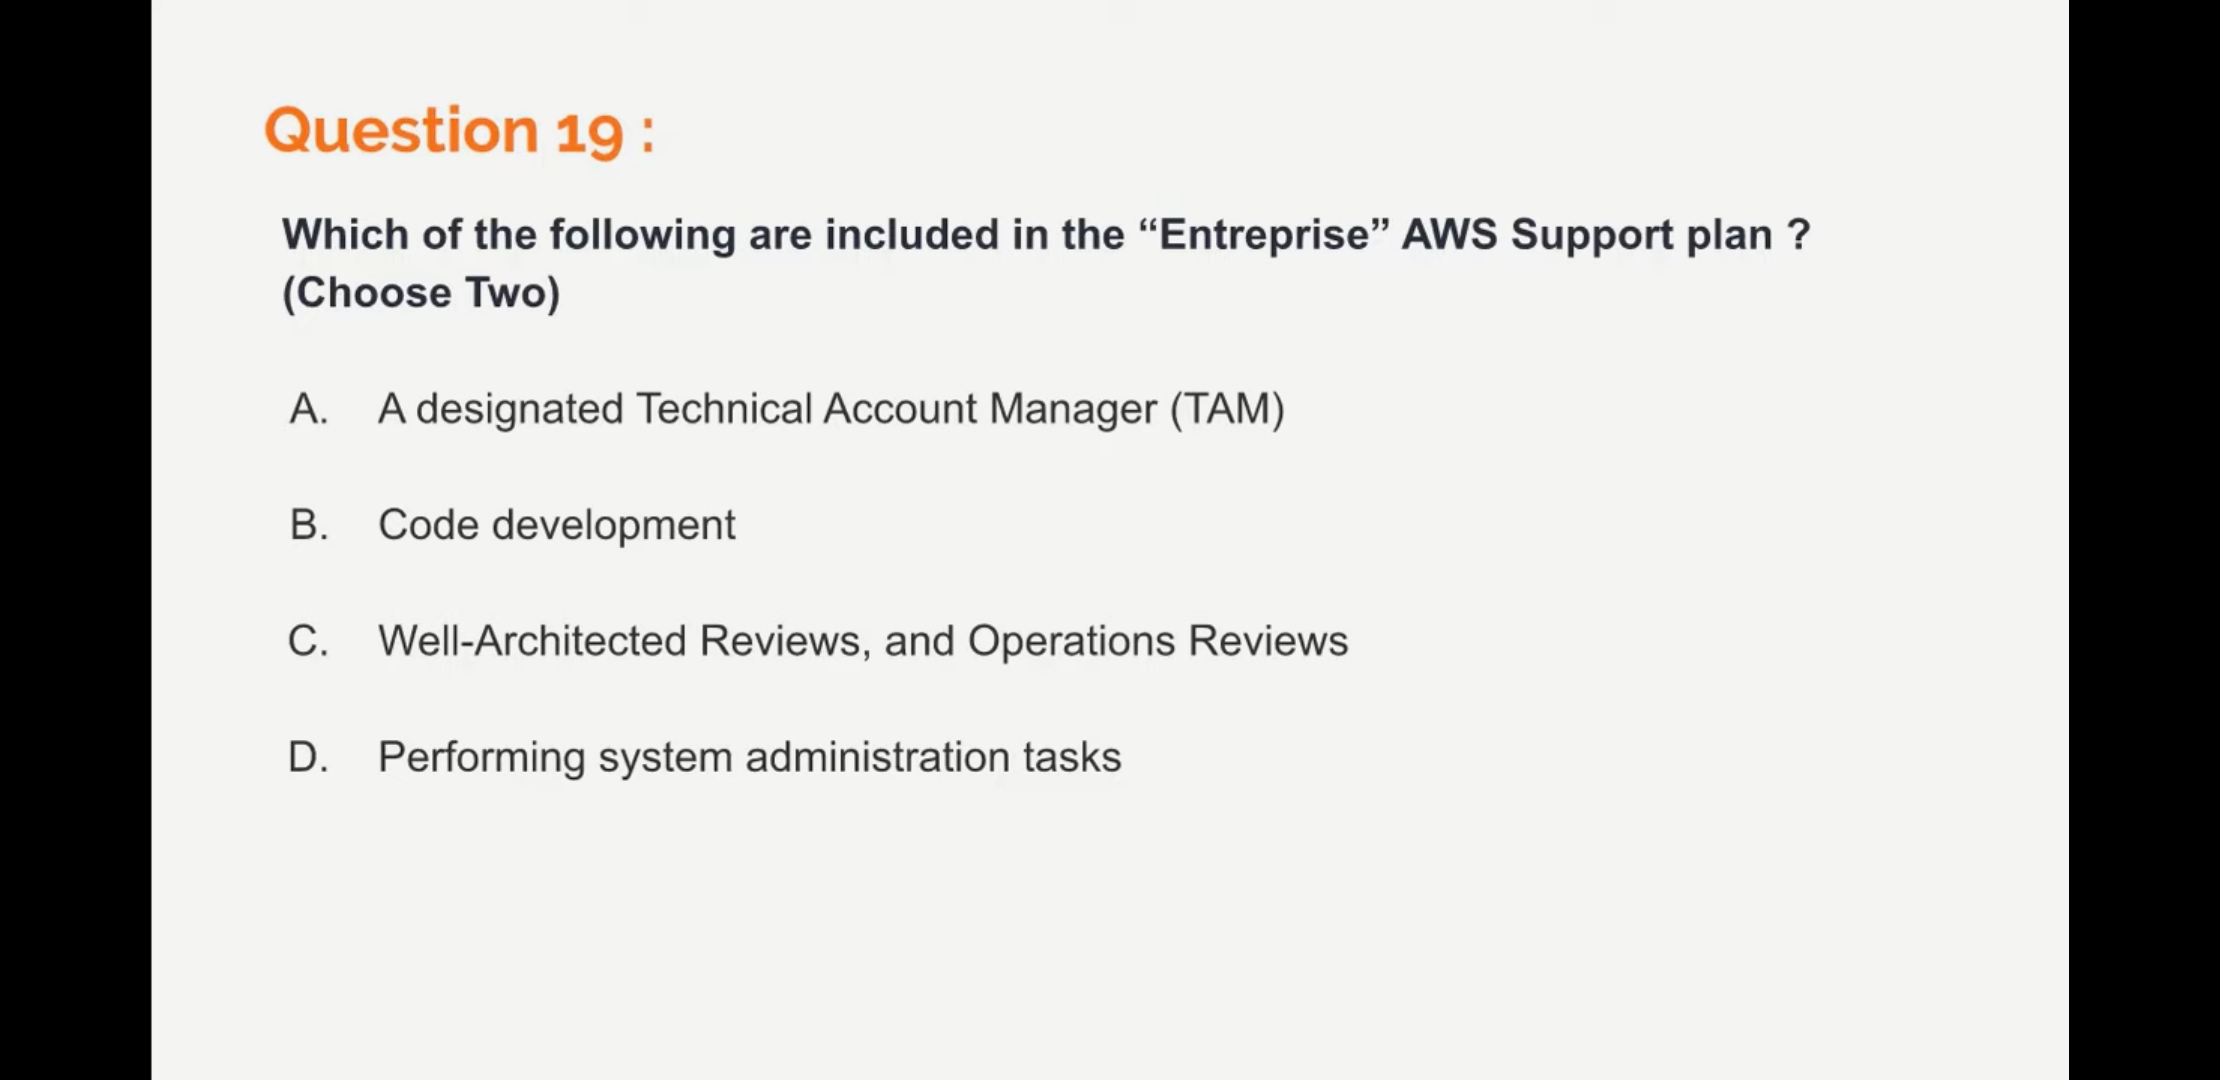 Question 19 :
Which of the following are included in the “Entreprise” AWS Support plan ?
(Choose Two)
A. A designated Technical Account Manager (TAM)
B. Code development
C. Well-Architected Reviews, and Operations Reviews
D. Performing system administration tasks